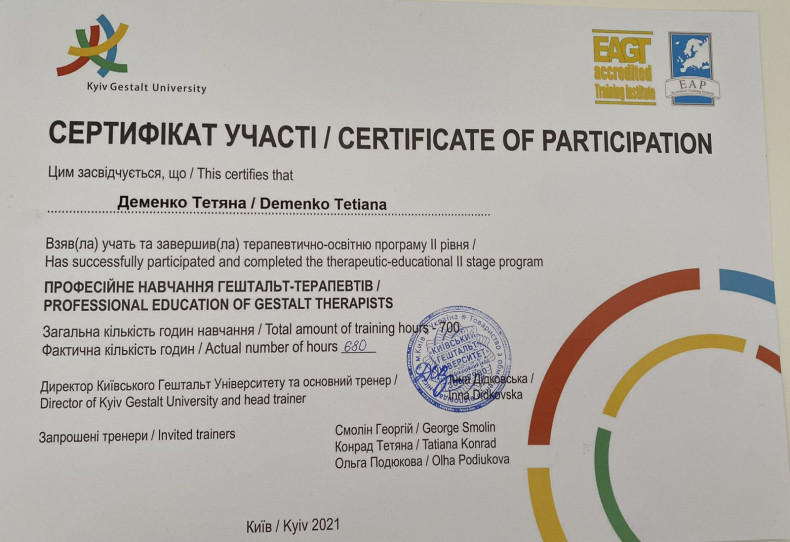 Kyiv Gestalt University
EAGT
accredited
Training Institute
EAP
СЕРТИФІКАТ УЧАСТІ / CERTIFICATE OF PARTICIPATION
Цим засвідчується, що / This certifies that
Деменко Тетяна / Demenko Tetiana
Взяв(ла) учать та завершив(ла) терапевтично-освітню програму II рівня /
Has successfully participated and completed the therapeutic-educational II stage program
ПРОФЕСІЙНЕ НАВЧАННЯ ГЕШТАЛЬТ-ТЕРАПЕВТІВ /
PROFESSIONAL EDUCATION OF GESTALT THERAPISTS
Загальна кількість годин навчання / Total amount of training hours - 700
Фактична кількість годин / Actual number of hours 680
КИЇВСЬКИЙ
ГЕШТАЛЬТ
УНІВЕРСИТЕТ
Директор Київського Гештальт Університету та основний тренер / Інна Дідковська /
Director of Kyiv Gestalt University and head trainer Inna Didkovska
Запрошені тренери / Invited trainers
Смолін Георгій / George Smolin
Конрад Тетяна / Tatiana Konrad
Ольга Подюкова / Olha Podiukova
Київ / Kyiv 2021